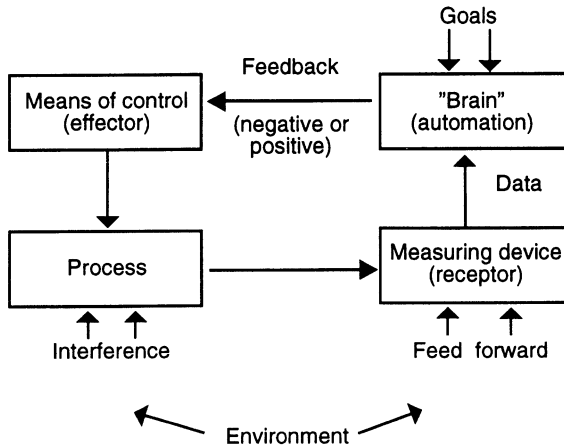 Goals
Feedback
Means of control
(effector)
"Brain"
(automation)
(negative or
positive)
Data
Process
Measuring device
(receptor)
Interference
Feed forward
Environment